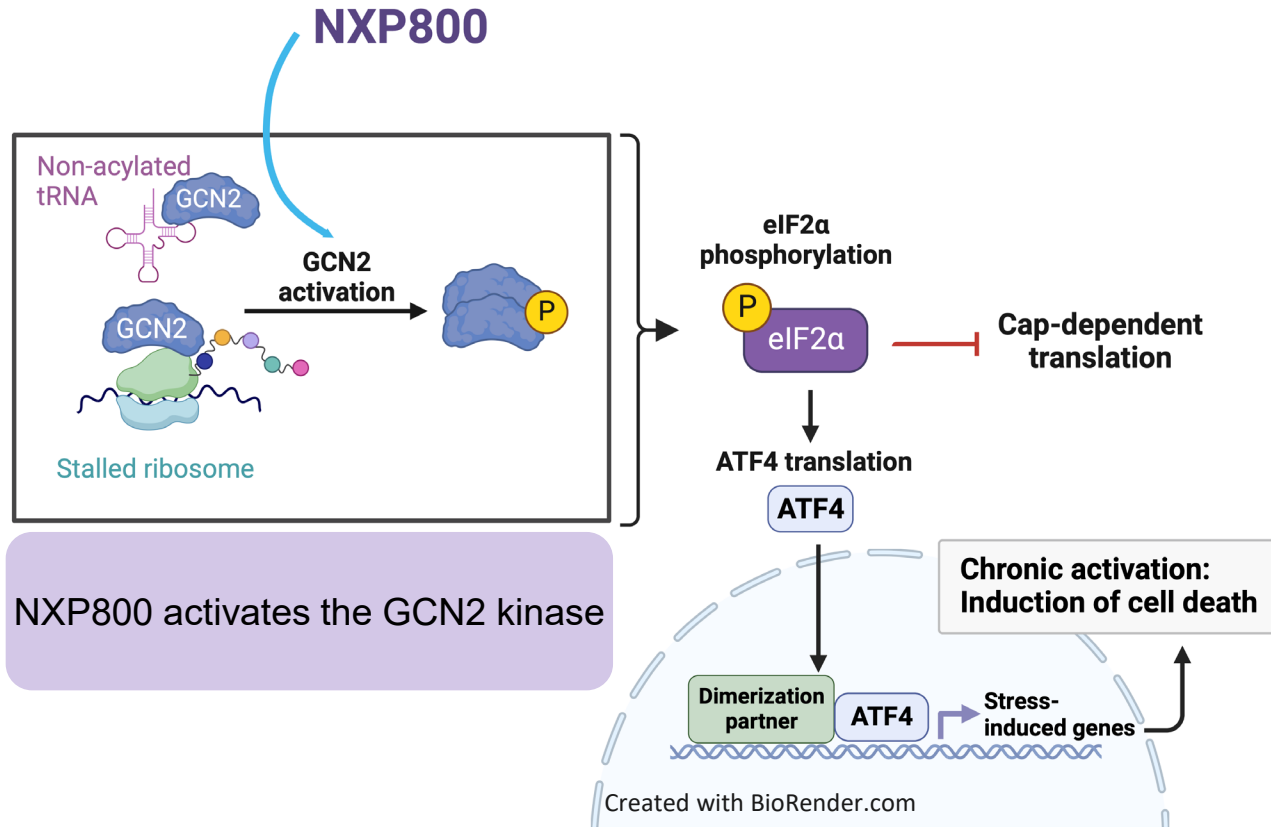 NXP800
Non-acylated
tRNA
GCN2
GCN2
activation
P
GCN2
Stalled ribosome
NXP800 activates the GCN2 kinase
eIF2α
phosphorylation
P
eIF2α
Cap-dependent
translation
ATF4 translation
ATF4
Chronic activation:
Induction of cell death
Dimerization
partner
ATF4
Stress-
induced genes
Created with BioRender.com